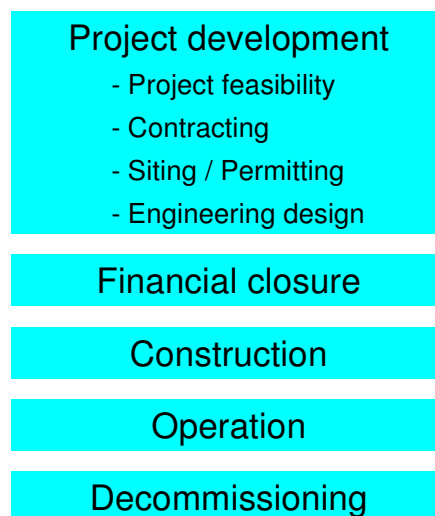 Project development
- Project feasibility
- Contracting
- Siting / Permitting
- Engineering design
Financial closure
Construction
Operation
Decommissioning